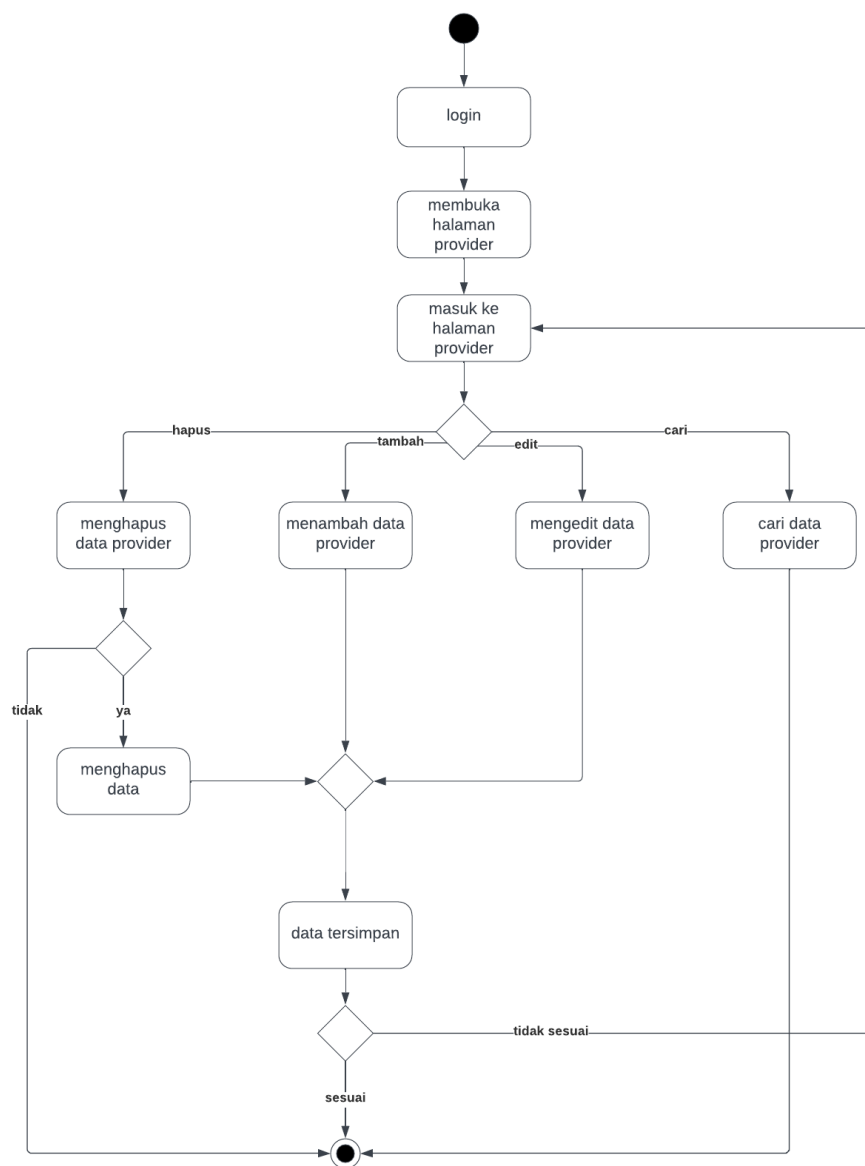 login
membuka
halaman
provider
masuk ke
halaman
provider
hapus
tambah
edit
cari
menghapus
data provider
menambah data
provider
mengedit data
provider
cari data
provider
tidak
ya
menghapus
data
data tersimpan
tidak sesuai
sesuai